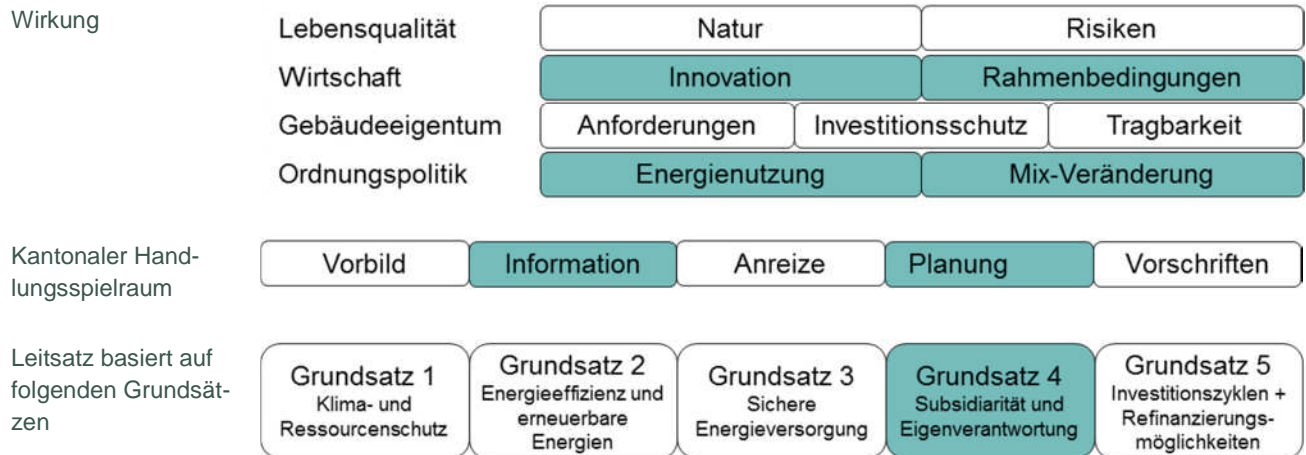 Wirkung
Lebensqualität Natur Risiken
Wirtschaft Innovation Rahmenbedingungen
Gebäudeeigentum Anforderungen Investitionsschutz Tragbarkeit
Ordnungspolitik Energienutzung Mix-Veränderung
Kantonaler Hand-
lungsspielraum
Vorbild Information Anreize Planung Vorschriften
Leitsatz basiert auf
folgenden Grundsät-
zen
Grundsatz 1
Klima- und
Ressourcenschutz
Grundsatz 2
Energieeffizienz und
erneuerbare
Energien
Grundsatz 3
Sichere
Energieversorgung
Grundsatz 4
Subsidiarität und
Eigenverantwortung
Grundsatz 5
Investitionszyklen +
Refinanzierungs-
möglichkeiten